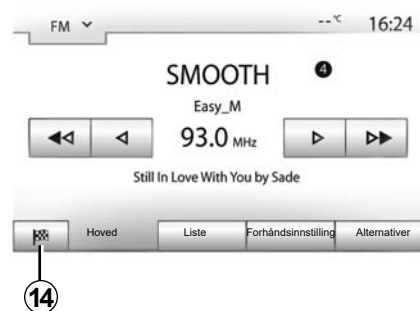 FM --°C 16:24
SMOOTH 4
Easy_M
93.0 MHz
Still In Love With You by Sade
Hoved Liste Forhåndsinnstilling Alternativer
14